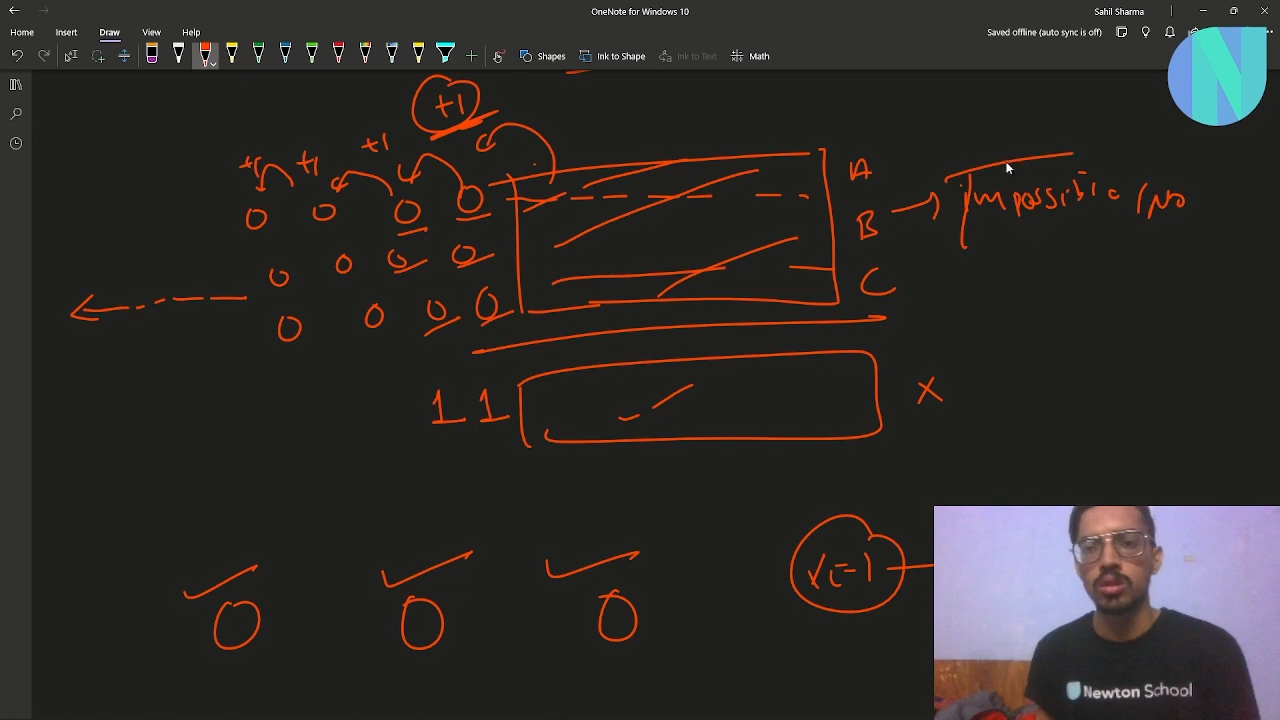 OneNote for Windows 10
Sahil Sharma
Home Insert Draw View Help
Saved offline (auto sync is off)
Shapes Ink to Shape Ink to Text Math
+1
+1 +1 +1
0 0 0 0 A
0 0 0 0 B → Impossible
0 0 0 0 C
1 1 X
0 0 0
Newton School